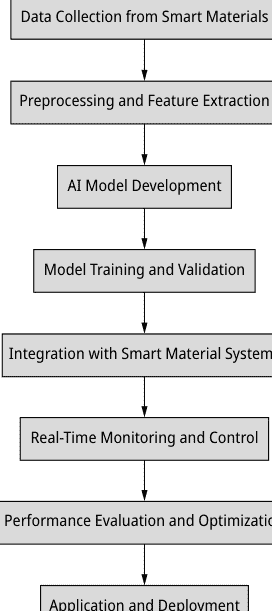 Data Collection from Smart Materials
Preprocessing and Feature Extraction
AI Model Development
Model Training and Validation
Integration with Smart Material System
Real-Time Monitoring and Control
Performance Evaluation and Optimizatio
Application and Deployment